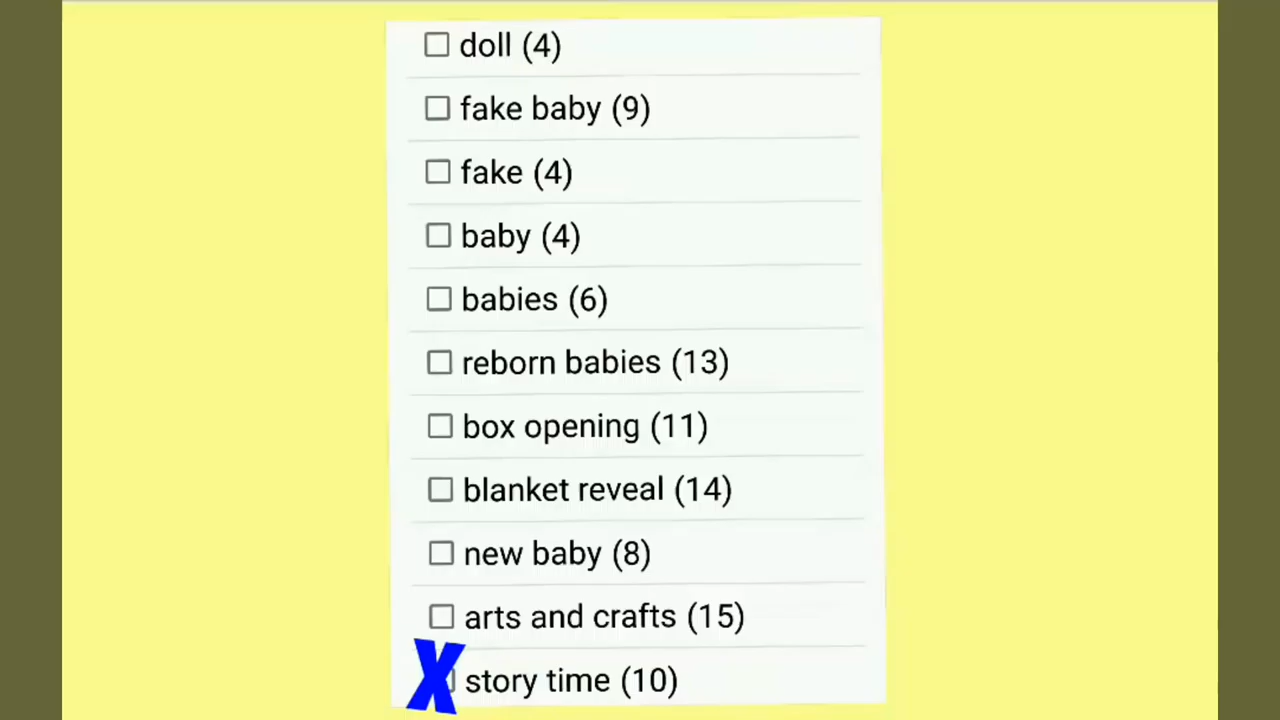 doll (4)
fake baby (9)
fake (4)
baby (4)
babies (6)
reborn babies (13)
box opening (11)
blanket reveal (14)
new baby (8)
arts and crafts (15)
X story time (10)